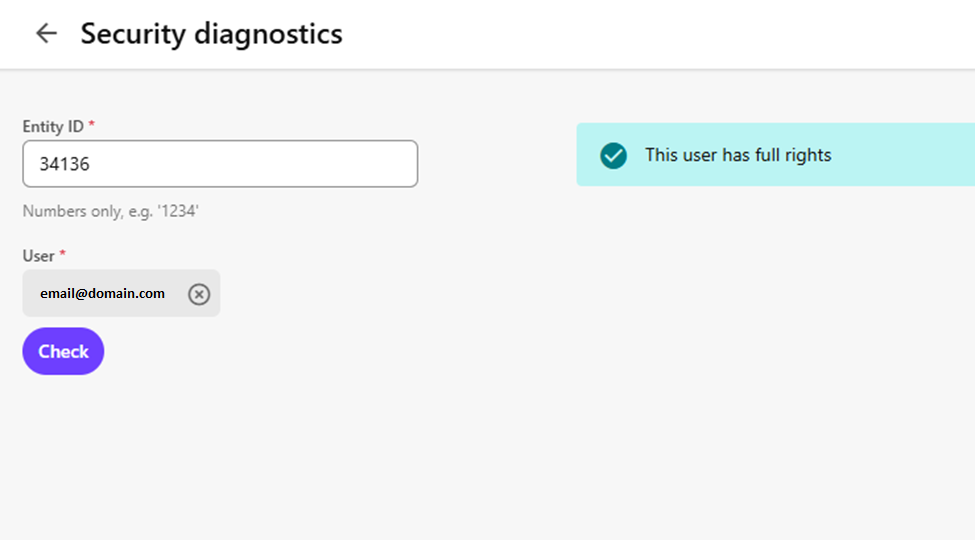 Security diagnostics
Entity ID *
34136
Numbers only, e.g. '1234'
This user has full rights
User *
email@domain.com
Check